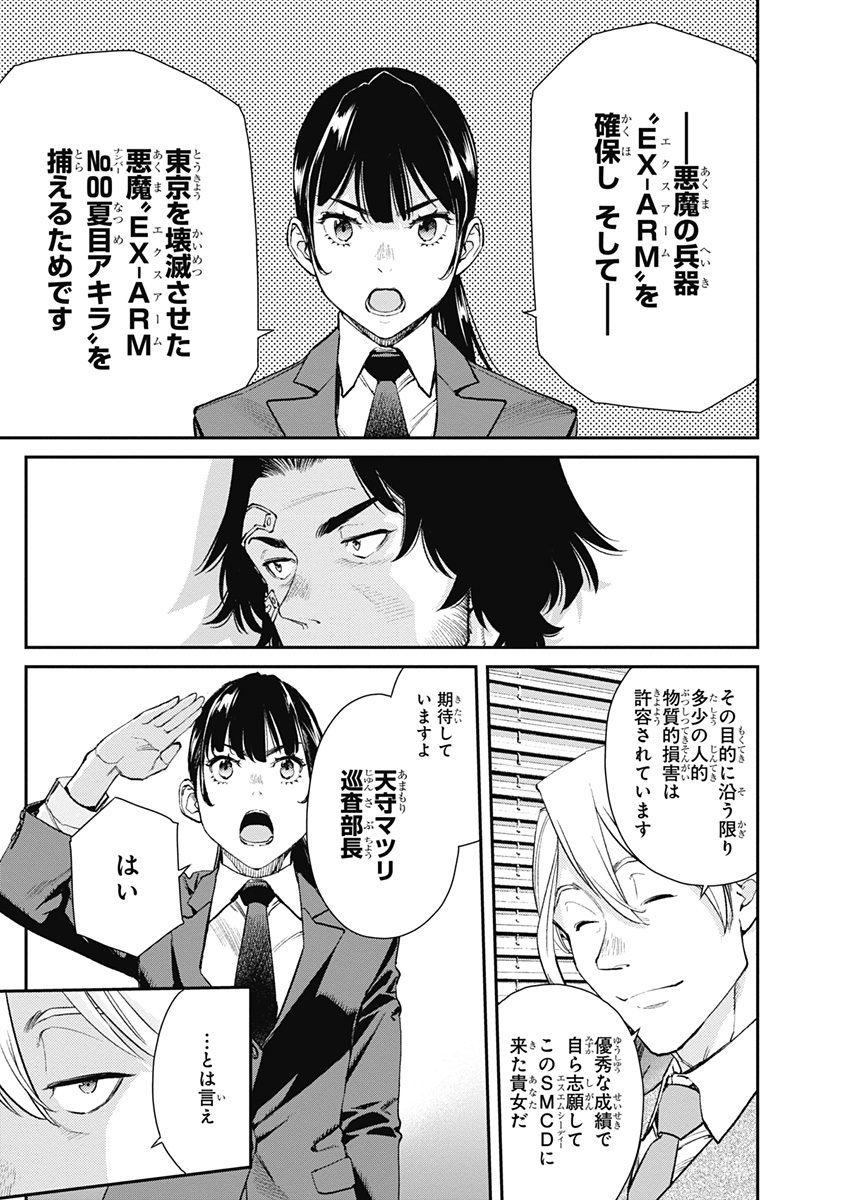 ──悪魔の兵器
〝EX-ARM〟を
確保し そして──
東京を壊滅させた
悪魔〝EX-ARM
№00夏目アキラ〟を
捕えるためです
その目的に沿う限り
多少の人的
物質的損害は
許容されています
優秀な成績で
自ら志願して
このSMCDに
来た貴女だ
期待して
いますよ
天守マツリ
巡査部長
はい
…とは言え